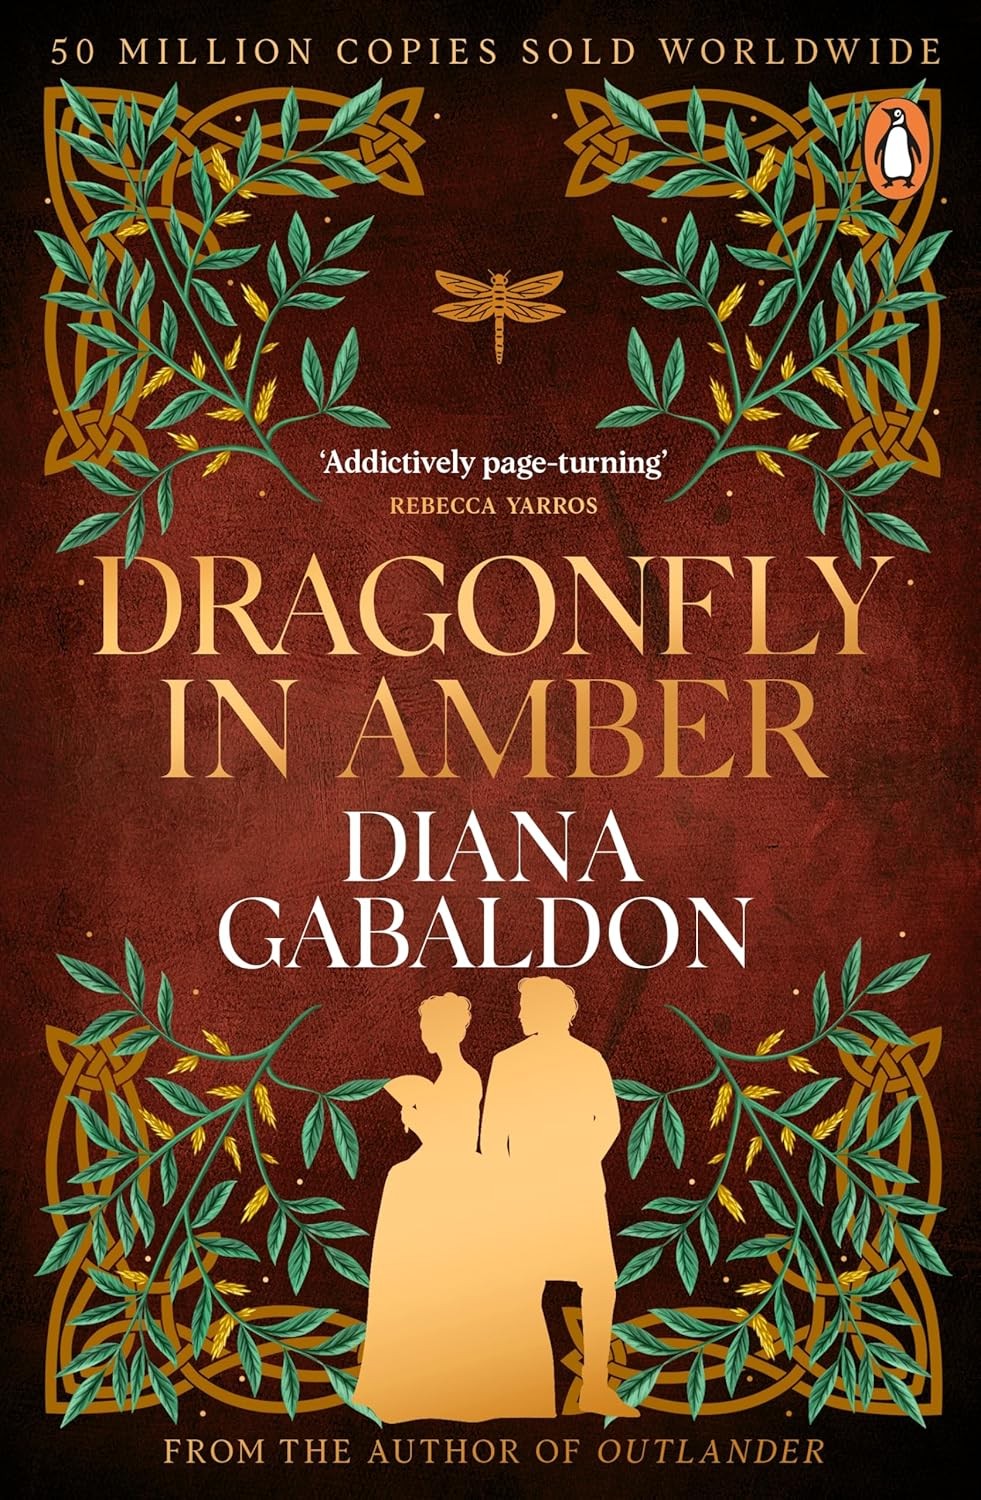 50 MILLION COPIES SOLD WORLDWIDE
‘Addictively page-turning’
REBECCA YARROS
DRAGONFLY
IN AMBER
DIANA
GABALDON
FROM THE AUTHOR OF OUTLANDER